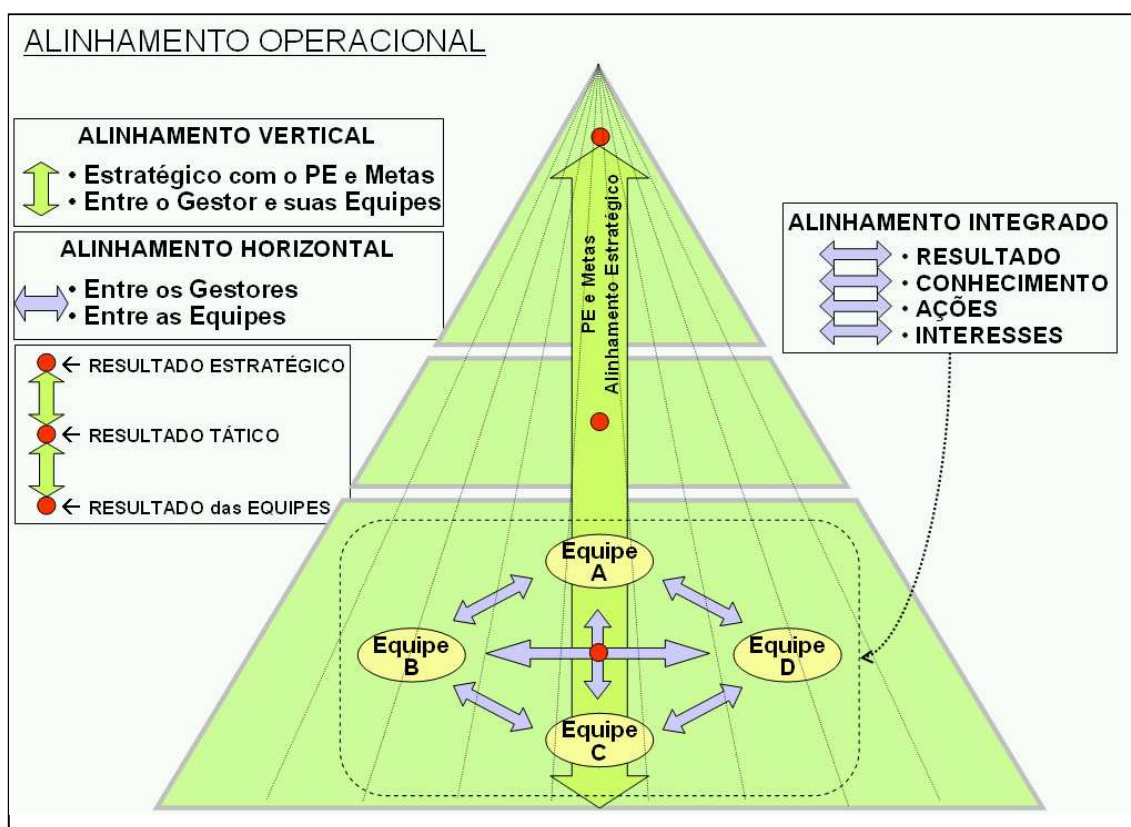 ALINHAMENTO OPERACIONAL
ALINHAMENTO VERTICAL
• Estratégico com o PE e Metas
• Entre o Gestor e suas Equipes
ALINHAMENTO HORIZONTAL
• Entre os Gestores
• Entre as Equipes
← RESULTADO ESTRATÉGICO
← RESULTADO TÁTICO
← RESULTADO das EQUIPES
PE e Metas
Alinhamento Estratégico
ALINHAMENTO INTEGRADO
• RESULTADO
• CONHECIMENTO
• AÇÕES
• INTERESSES
Equipe
A
Equipe
B
Equipe
D
Equipe
C